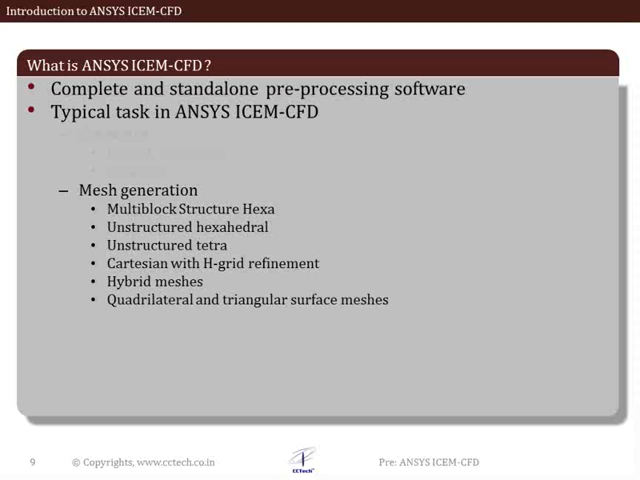 Introduction to ANSYS ICEM-CFD
What is ANSYS ICEM-CFD ?
• Complete and standalone pre-processing software
• Typical task in ANSYS ICEM-CFD
– Mesh generation
• Multiblock Structure Hexa
• Unstructured hexahedral
• Unstructured tetra
• Cartesian with H-grid refinement
• Hybrid meshes
• Quadrilateral and triangular surface meshes
9
© Copyrights, www.cctech.co.in
CCTech
Pre: ANSYS ICEM-CFD